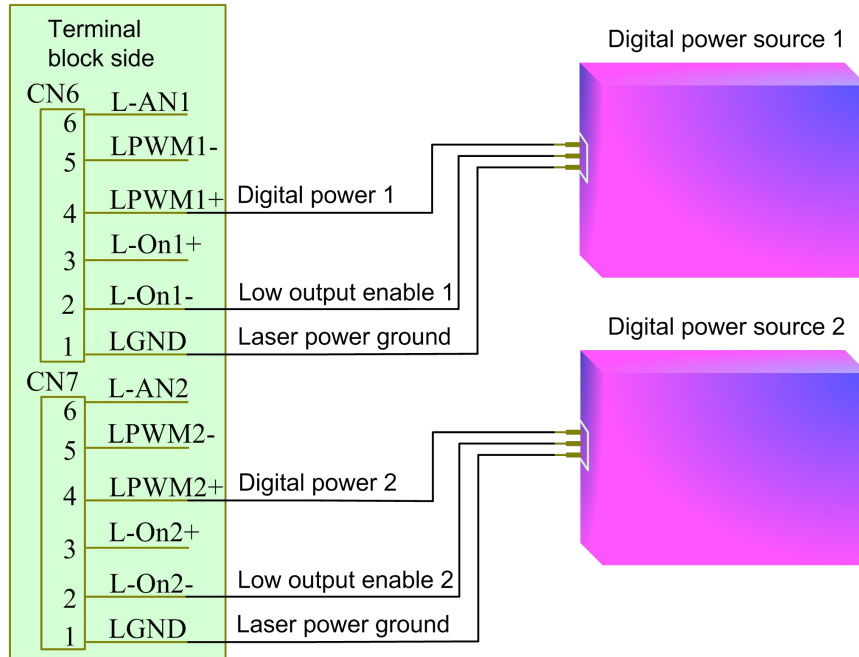 Terminal
block side
Digital power source 1
CN6
6 L-AN1
5 LPWM1-
4 LPWM1+ Digital power 1
3 L-On1+
2 L-On1- Low output enable 1
1 LGND Laser power ground
Digital power source 2
CN7
6 L-AN2
5 LPWM2-
4 LPWM2+ Digital power 2
3 L-On2+
2 L-On2- Low output enable 2
1 LGND Laser power ground